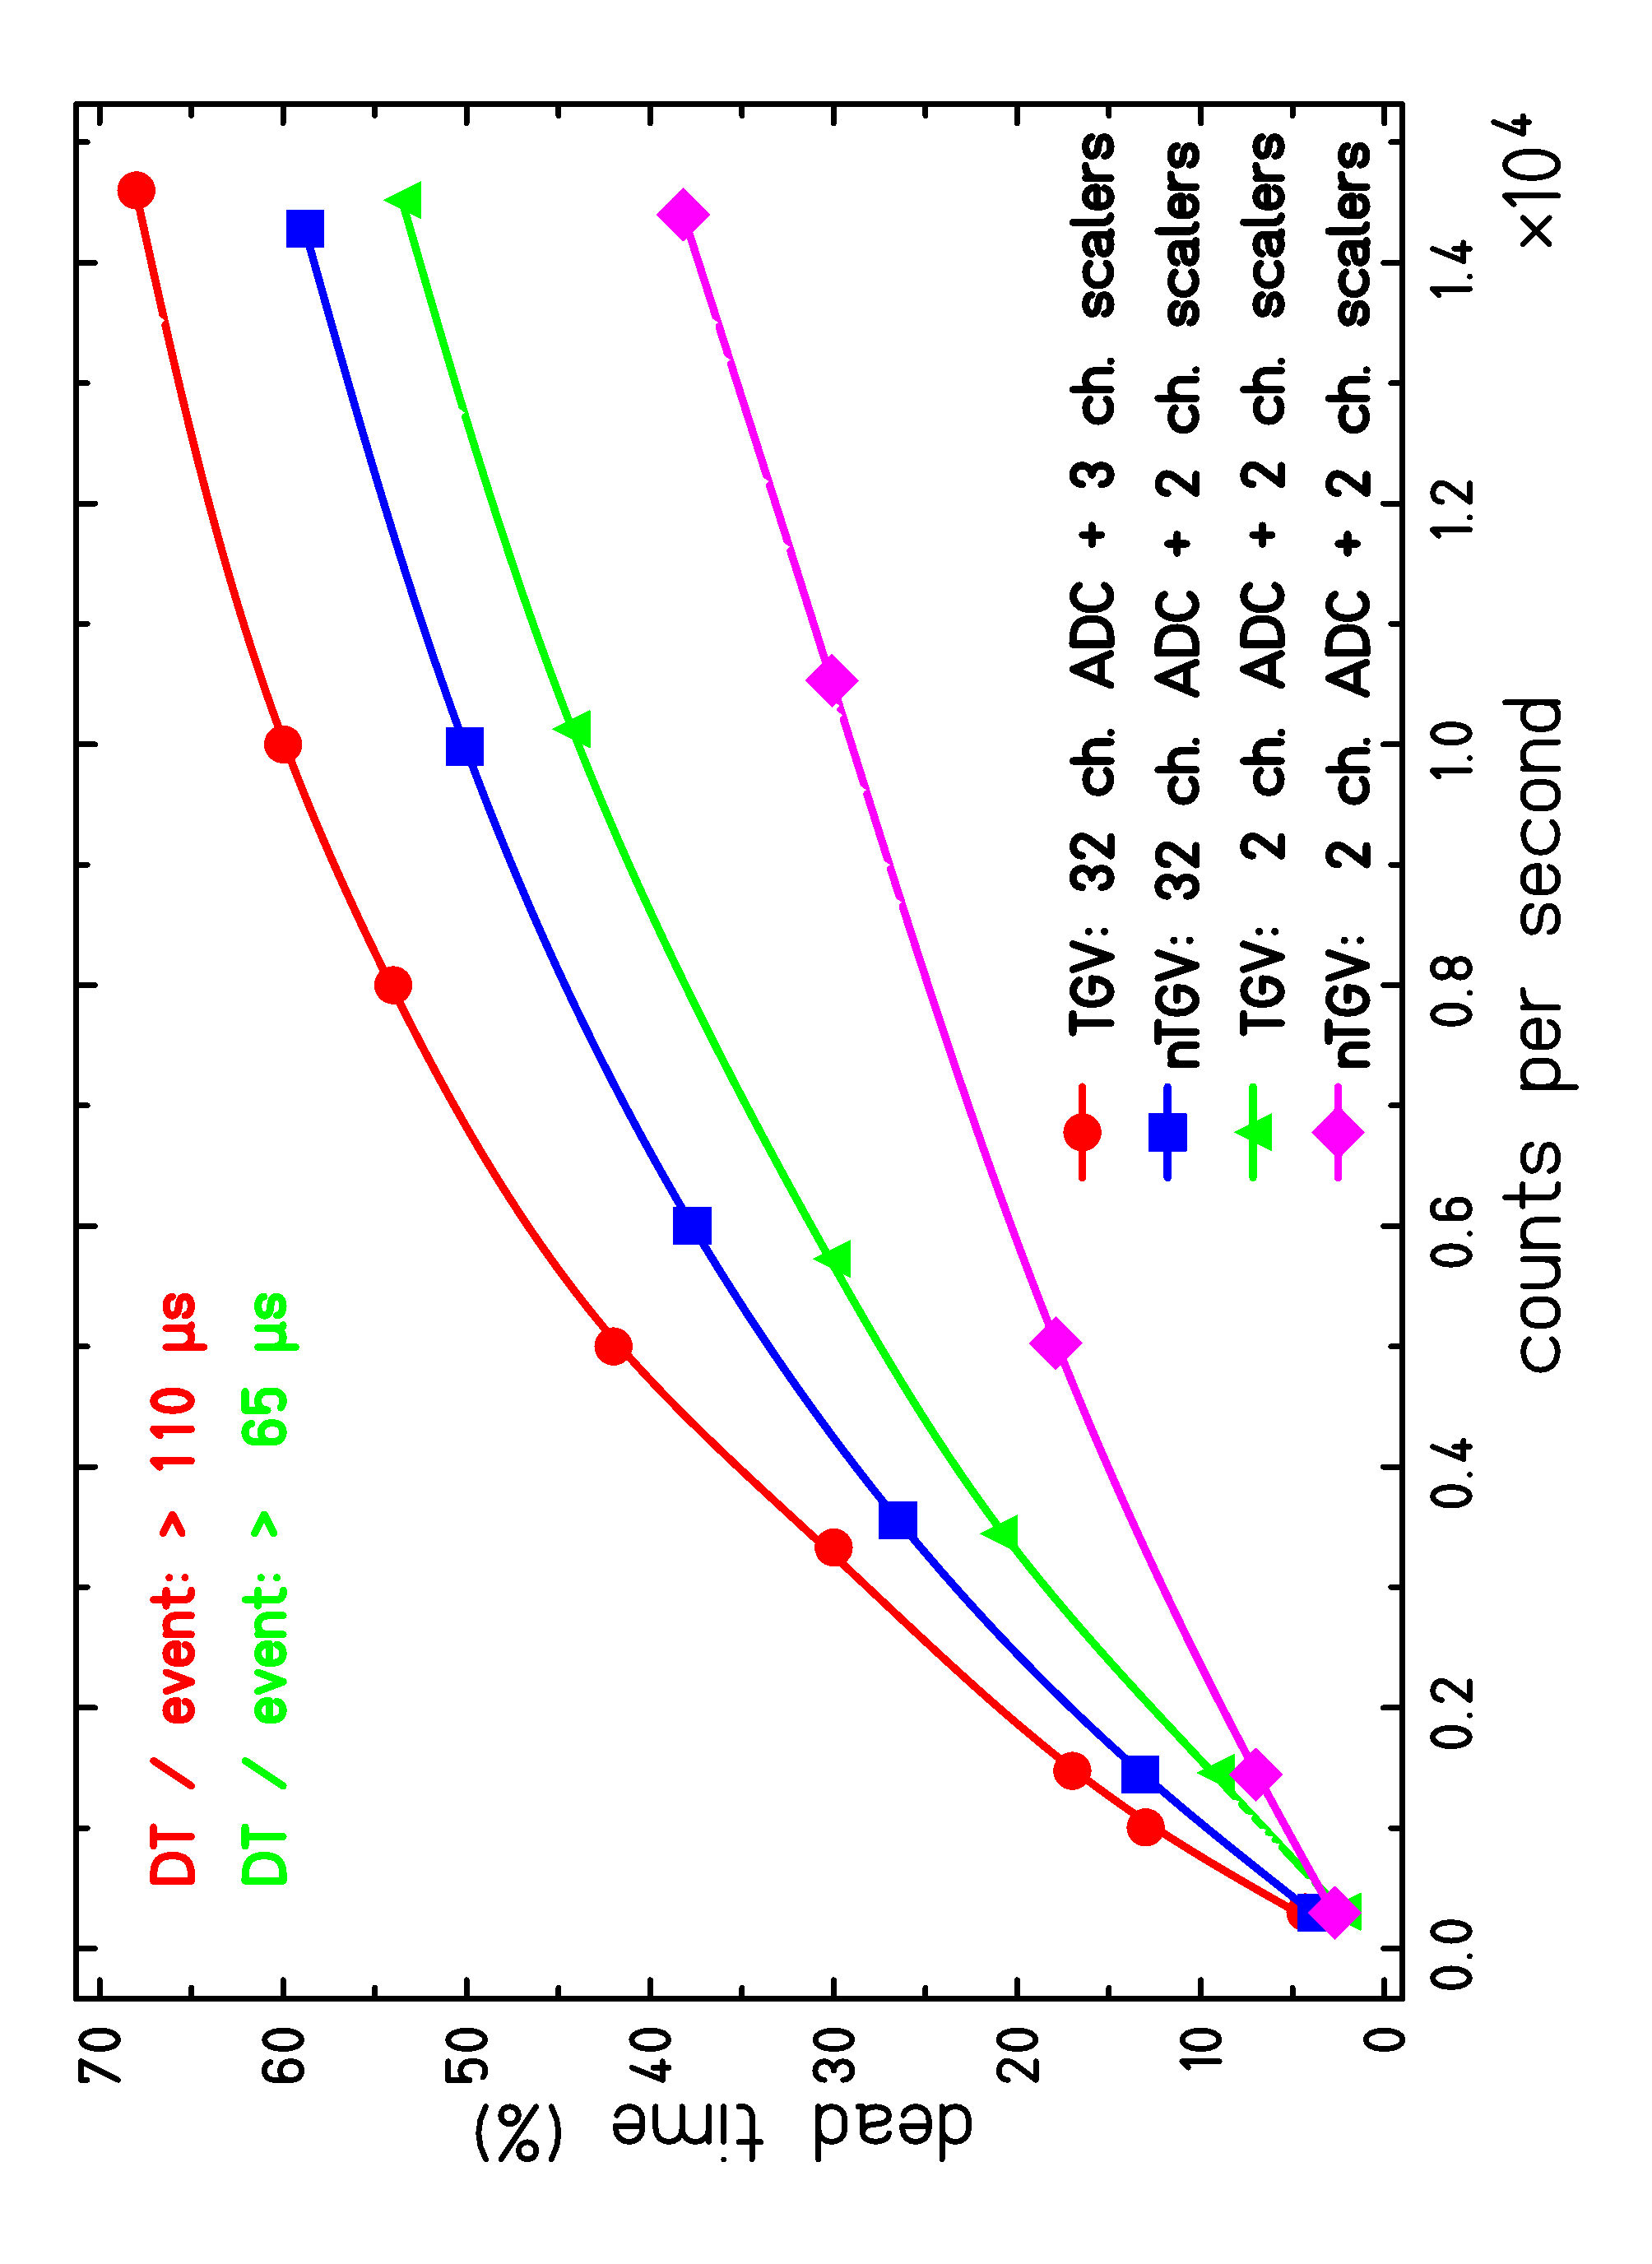 DT / event: > 110 µs
DT / event: > 65 µs
dead time (%)
70
60
50
40
30
20
10
0
TGV: 32 ch. ADC + 3 ch. scalers
nTGV: 32 ch. ADC + 2 ch. scalers
TGV: 2 ch. ADC + 2 ch. scalers
nTGV: 2 ch. ADC + 2 ch. scalers
0.0 0.2 0.4 0.6 0.8 1.0 1.2 1.4
counts per second ×10⁴